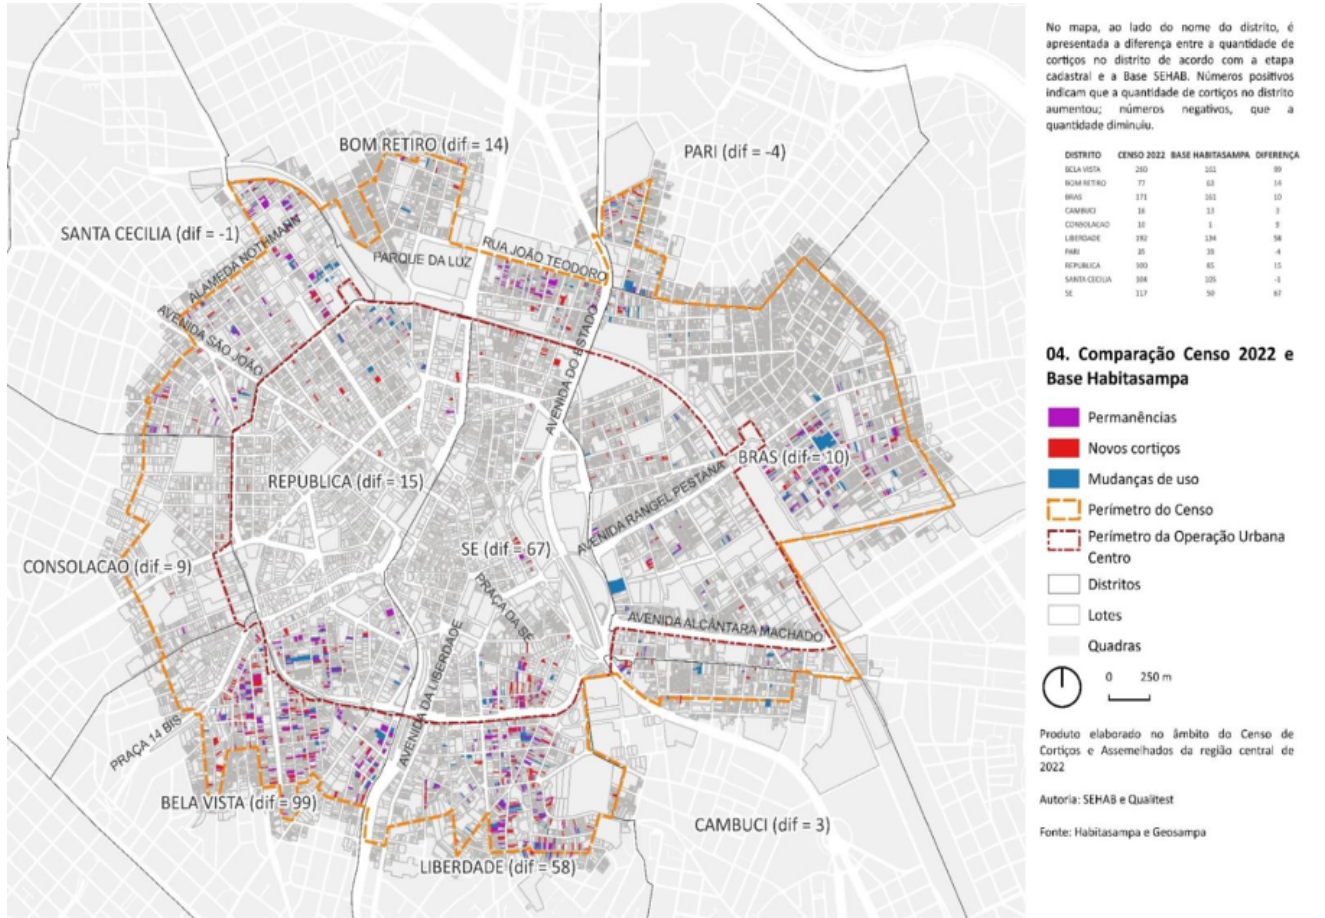 No mapa, ao lado do nome do distrito, é
apresentada a diferença entre a quantidade de
cortiços no distrito de acordo com a etapa
cadastral e a Base SEHAB. Números positivos
indicam que a quantidade de cortiços no distrito
aumentou; números negativos, que a
quantidade diminuiu.
DISTRITO CENSO 2022 BASE HABITASAMPA DIFERENÇA
BELA VISTA 260 161 99
BOM RETIRO 77 63 14
BRAS 171 161 10
CAMBUCI 16 13 3
CONSOLACAO 10 1 9
LIBERDADE 192 134 58
PARI 35 39 -4
REPUBLICA 65 15
SANTA CECILIA 104 105 -1
SE 117 50 67
04. Comparação Censo 2022 e
Base Habitasampa
Permanências
Novos cortiços
Mudanças de uso
Perímetro do Censo
Perímetro da Operação Urbana
Centro
Distritos
Lotes
Quadras
0 250 m
Produto elaborado no âmbito do Censo de
Cortiços e Assemelhados da região central de
2022
Autoria: SEHAB e Qualitest
Fonte: Habitasampa e Geosampa
BOM RETIRO (dif = 14)
PARI (dif = -4)
SANTA CECILIA (dif = -1)
ALAMEDA NOTHMANN
PARQUE DA LUZ
RUA JOÃO TEODORO
AVENIDA SÃO JOÃO
AVENIDA DO ESTADO
REPUBLICA (dif = 15)
BRAS (dif = 10)
AVENIDA RANGEL PESTANA
SE (dif = 67)
CONSOLACAO (dif = 9)
PRAÇA DA SÉ
AVENIDA ALCÂNTARA MACHADO
AVENIDA DA LIBERDADE
PRAÇA 14 BIS
BELA VISTA (dif = 99)
CAMBUCI (dif = 3)
LIBERDADE (dif = 58)